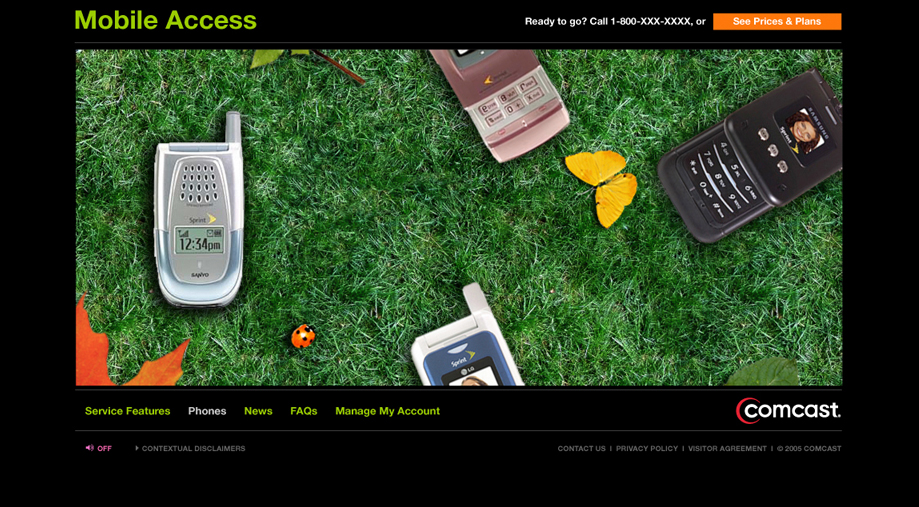 Mobile Access
Ready to go? Call 1-800-XXX-XXXX, or
See Prices & Plans
SAMSUNG
Sprint
Sprint
12:34pm
SANYO
Sprint
LG
Service Features
Phones
News
FAQs
Manage My Account
comcast.
OFF
CONTEXTUAL DISCLAIMERS
CONTACT US | PRIVACY POLICY | VISITOR AGREEMENT | © 2005 COMCAST